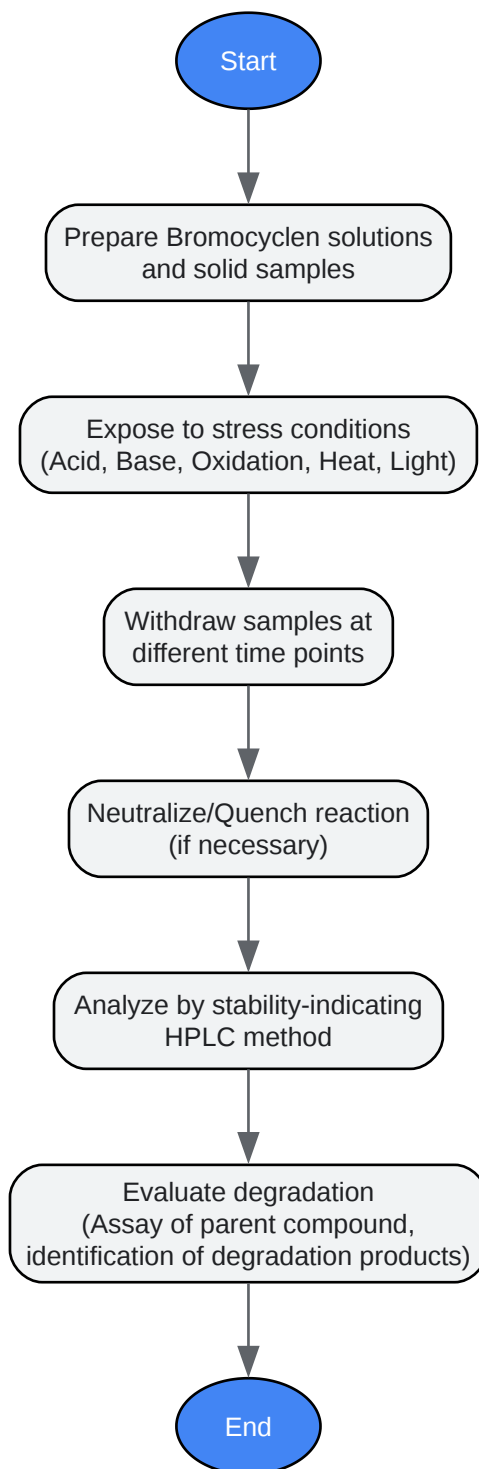 Start
Prepare Bromocyclen solutions
and solid samples
Expose to stress conditions
(Acid, Base, Oxidation, Heat, Light)
Withdraw samples at
different time points
Neutralize/Quench reaction
(if necessary)
Analyze by stability-indicating
HPLC method
Evaluate degradation
(Assay of parent compound,
identification of degradation products)
End